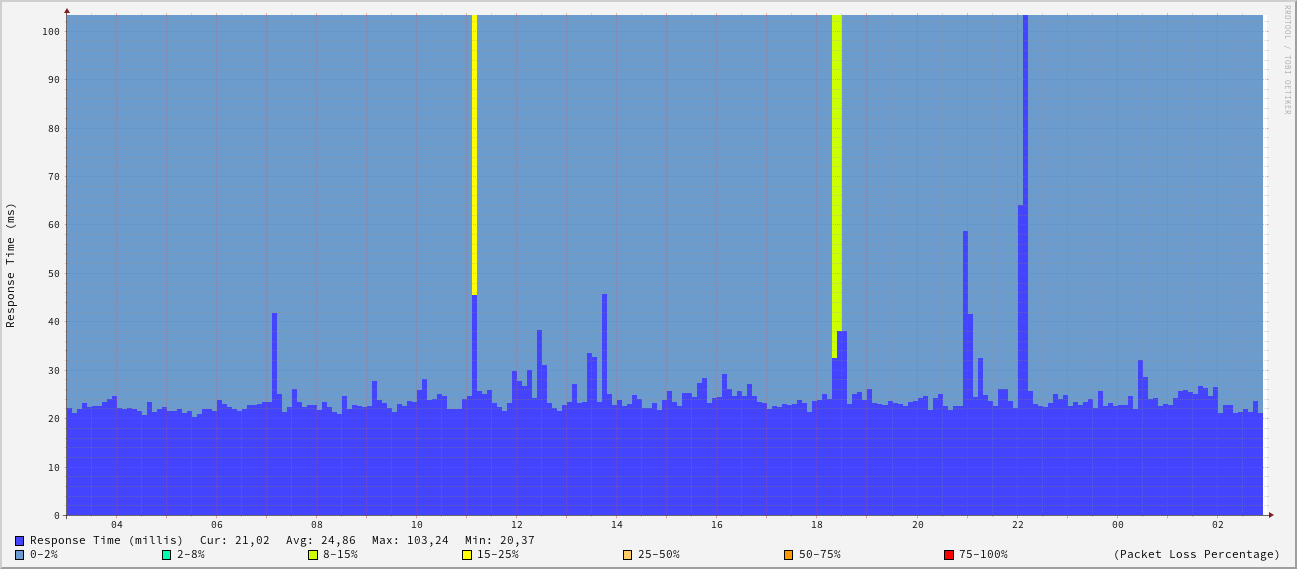 RRDTOOL / TOBI OETIKER
Response Time (ms)
100
90
80
70
60
50
40
30
20
10
0
04 06 08 10 12 14 16 18 20 22 00 02
Response Time (millis) Cur: 21,02 Avg: 24,86 Max: 103,24 Min: 20,37
0-2% 2-8% 8-15% 15-25% 25-50% 50-75% 75-100% (Packet Loss Percentage)